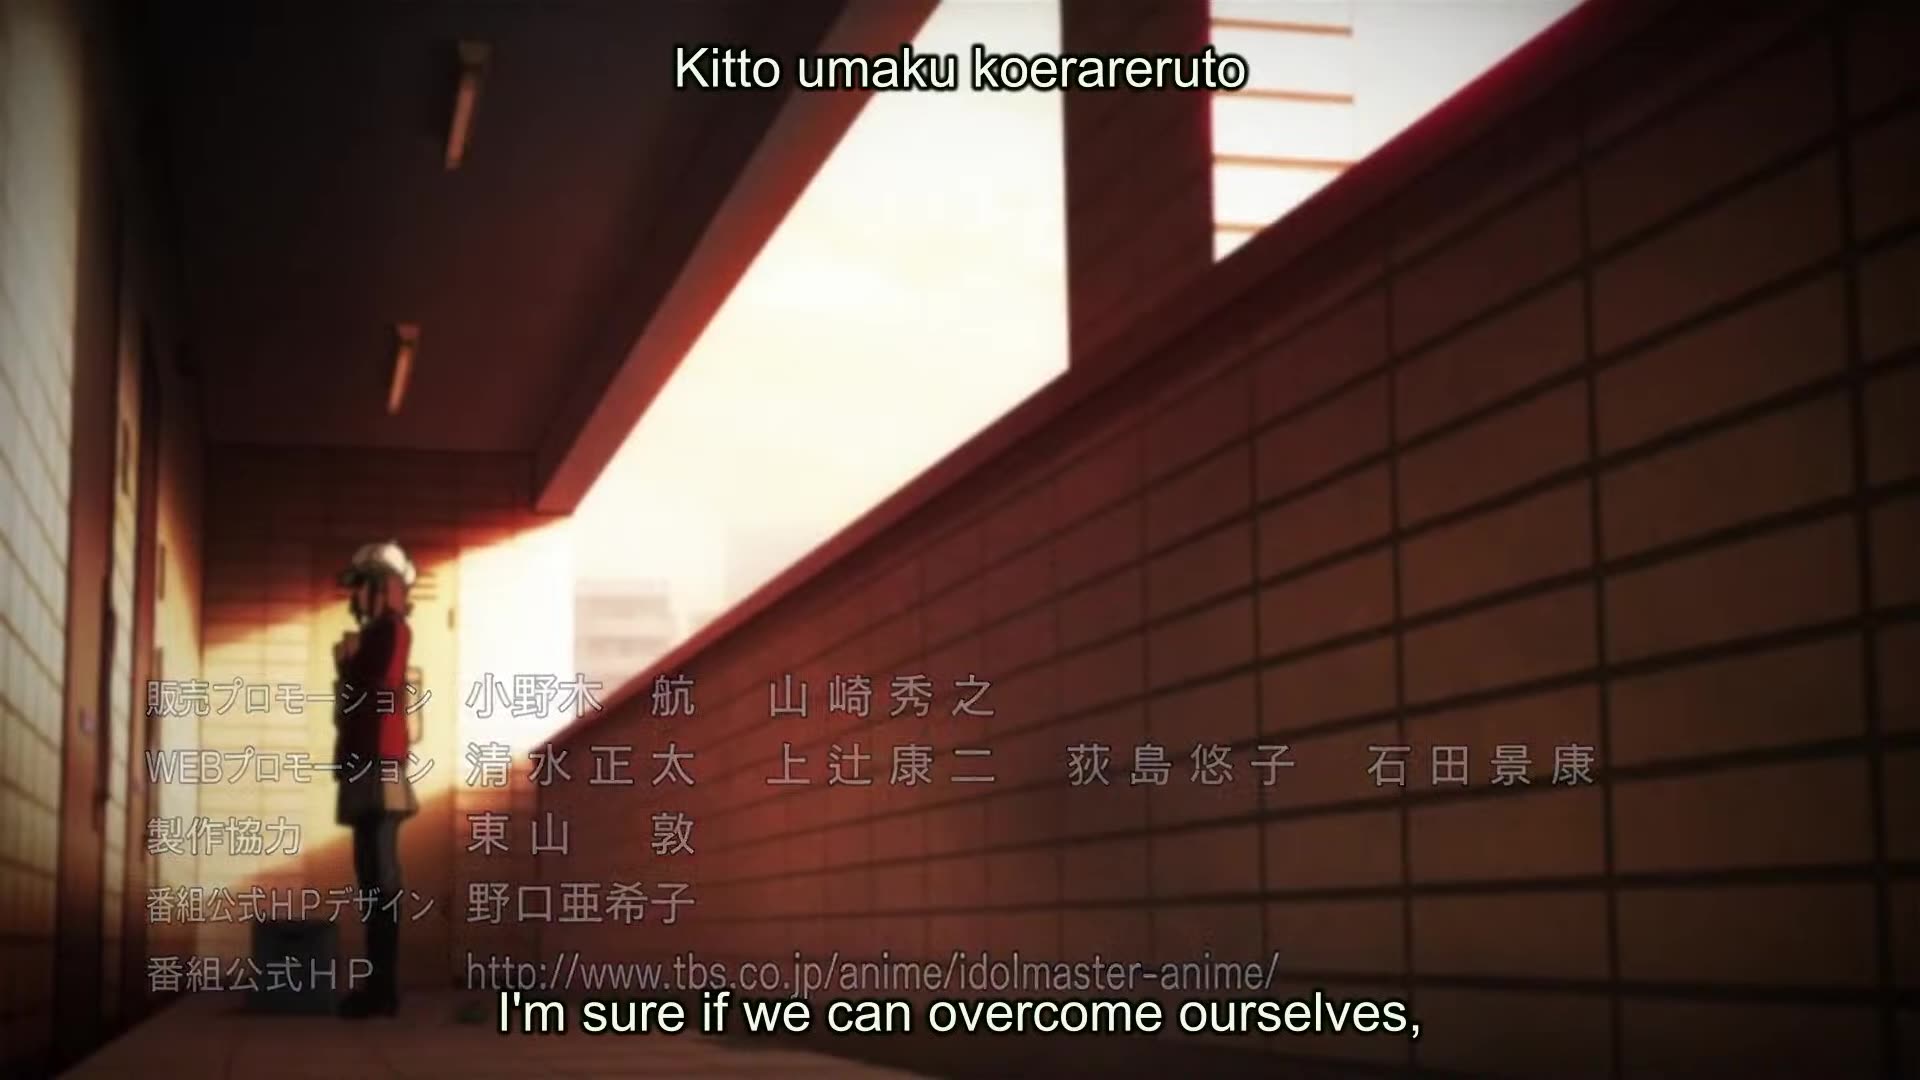 Kitto umaku koerareruto
販売プロモーション 小野木 航 山崎秀之
WEBプロモーション 清水正太 上辻康二 荻島悠子 石田景康
製作協力 東山 敦
番組公式HPデザイン 野口亜希子
番組公式HP http://www.tbs.co.jp/anime/idolmaster-anime/
I'm sure if we can overcome ourselves,